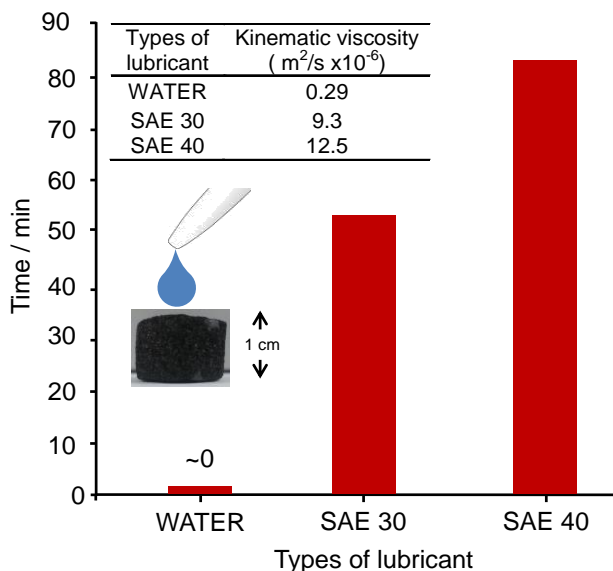 90
80
70
60
50
40
30
20
10
0
Time / min
Types of lubricant Kinematic viscosity ( m²/s x10⁻⁶)
WATER 0.29
SAE 30 9.3
SAE 40 12.5
1 cm
~0
WATER SAE 30 SAE 40
Types of lubricant